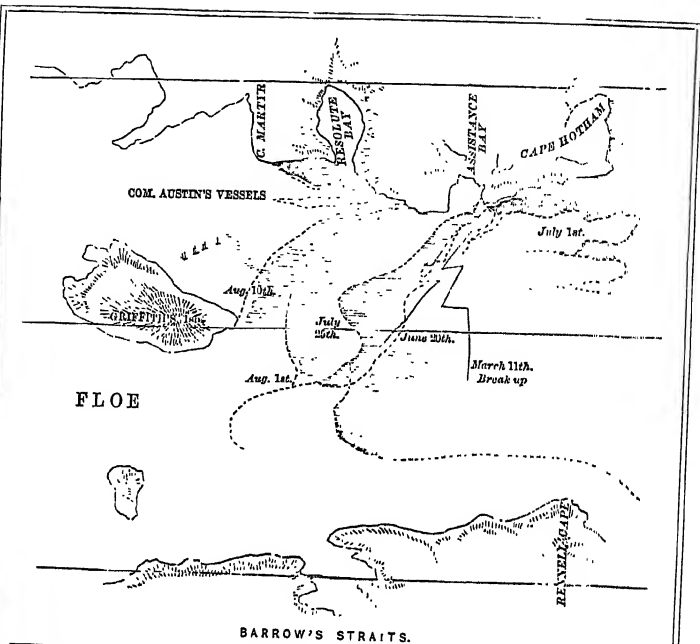 C. MARTYR
RESOLUTE
BAY
ASSISTANCE
BAY
CAPE HOTHAM
COM. AUSTIN'S VESSELS
July 1st.
Aug. 10th.
GRIFFITH'S Isd.
July
25th.
June 20th.
Aug. 1st.
March 11th.
Break up
FLOE
RENNELL CAPE
BARROW'S STRAITS.